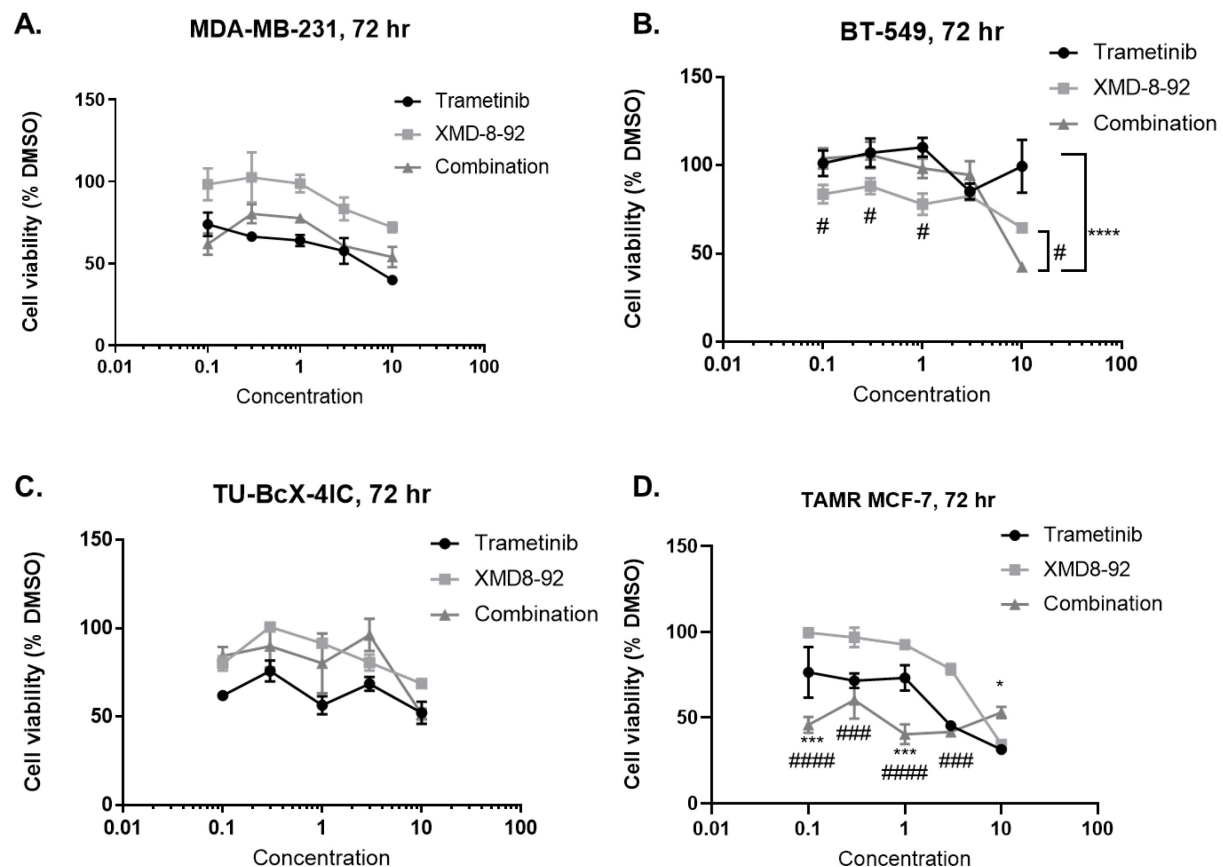 A.
MDA-MB-231, 72 hr
Trametinib
XMD-8-92
Combination
Cell viability (% DMSO)
150
100
50
0
0.01 0.1 1 10 100
Concentration
B.
BT-549, 72 hr
Trametinib
XMD-8-92
Combination
Cell viability (% DMSO)
150
100
50
0
# # # # ****
0.01 0.1 1 10 100
Concentration
C.
TU-BcX-4IC, 72 hr
Trametinib
XMD8-92
Combination
Cell viability (% DMSO)
150
100
50
0
0.01 0.1 1 10 100
Concentration
D.
TAMR MCF-7, 72 hr
Trametinib
XMD8-92
Combination
Cell viability (% DMSO)
150
100
50
0
*
*** ### *** ###
#### ####
0.01 0.1 1 10 100
Concentration